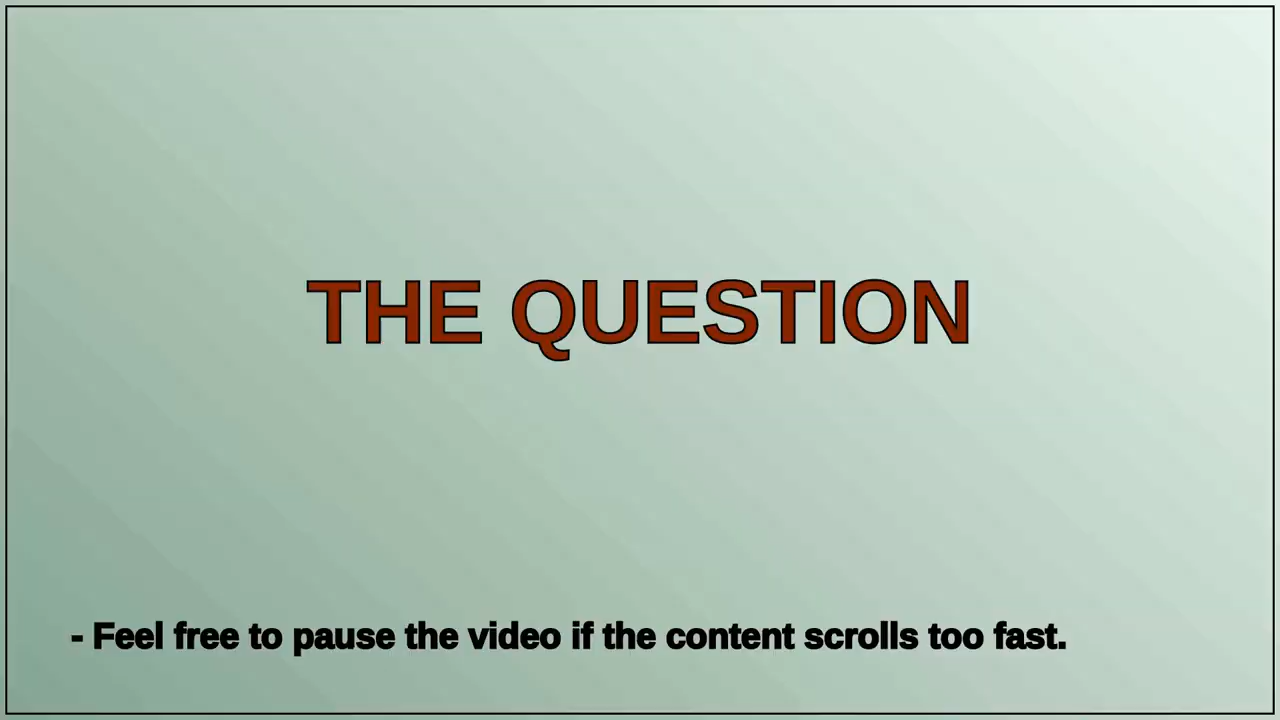 THE QUESTION
- Feel free to pause the video if the content scrolls too fast.